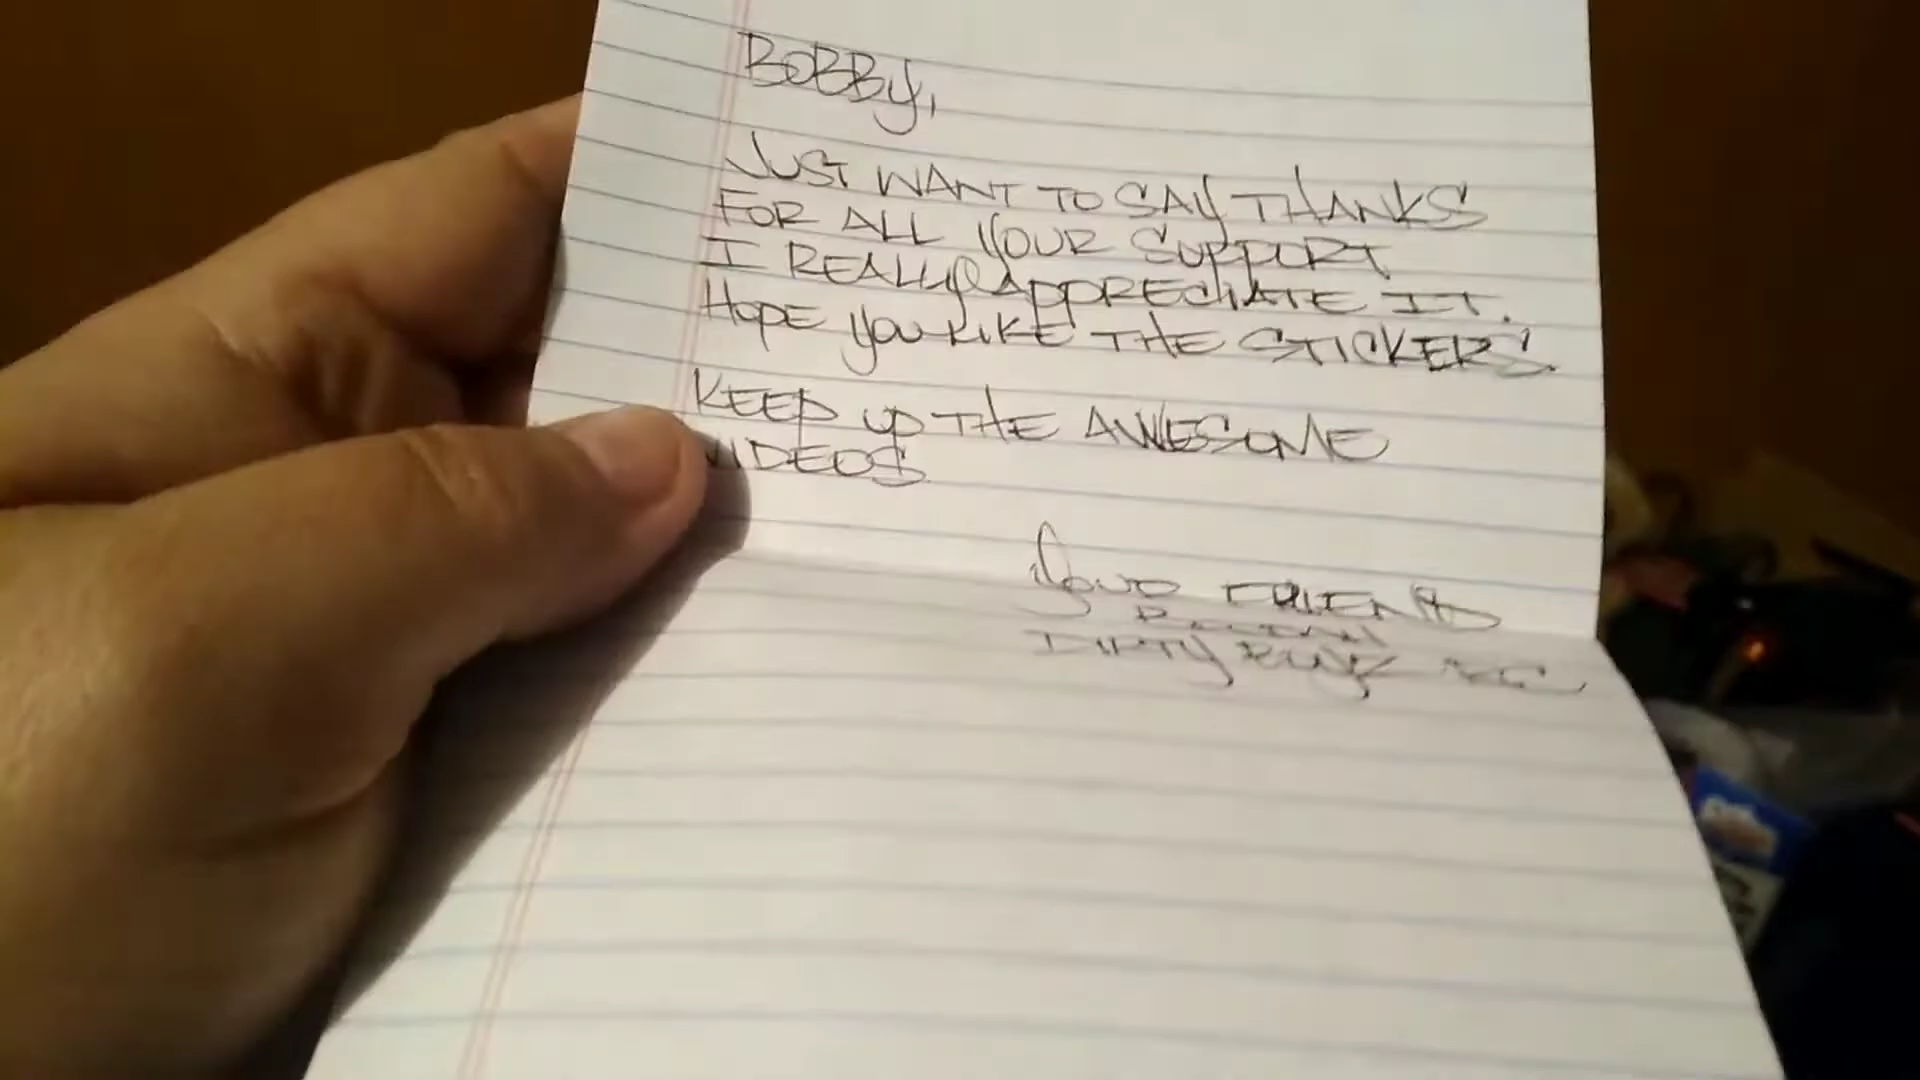 BOBBY,
JUST WANT TO SAY THANKS
FOR ALL YOUR SUPPORT
I REALLY APPRECIATE IT.
HOPE YOU LIKE THE STICKERS.
KEEP UP THE AWESOME
VIDEOS
YOUR FRIEND
DIRTY